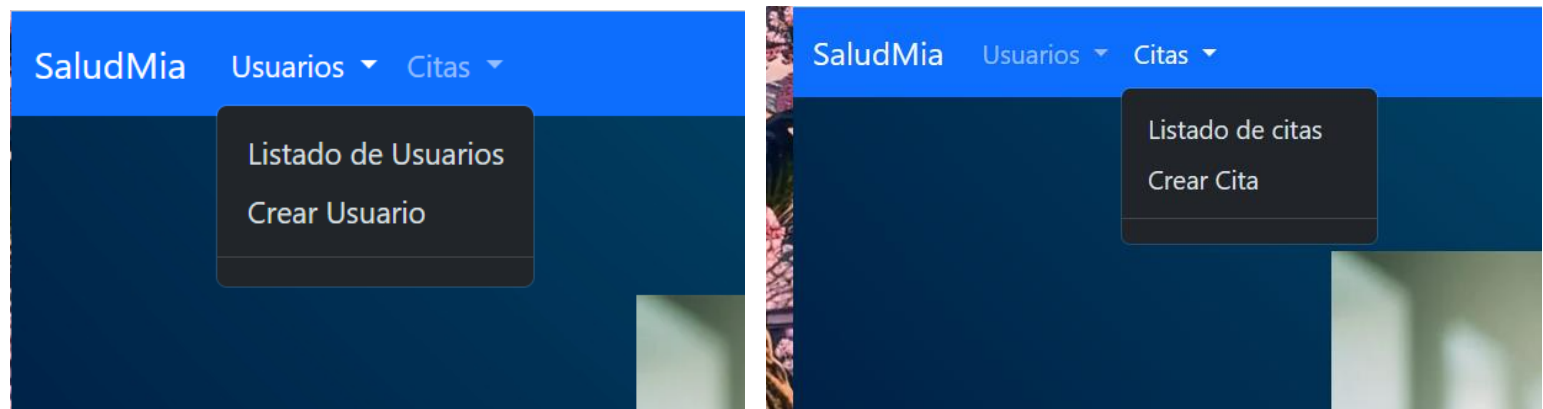 SaludMia Usuarios Citas
Listado de Usuarios
Crear Usuario
SaludMia Usuarios Citas
Listado de citas
Crear Cita